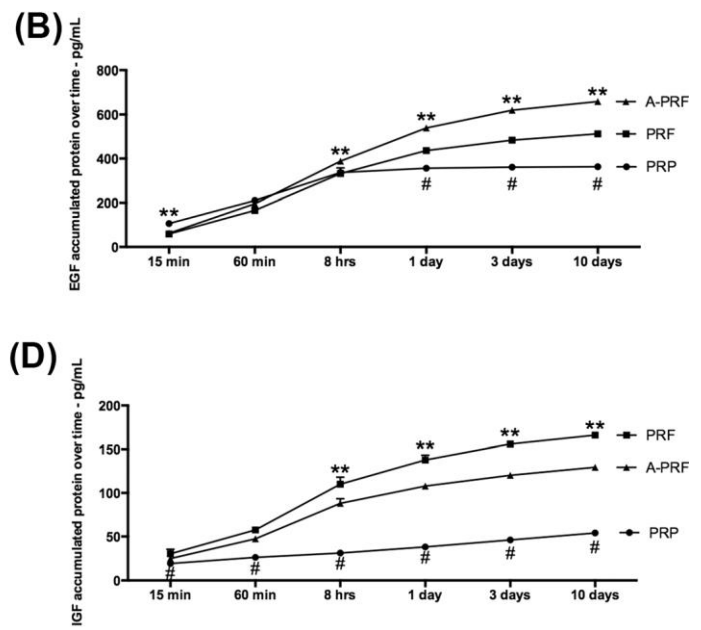 (B)
EGF accumulated protein over time - pg/mL
800
600
400
200
0
** ** ** ** ** **
# # #
A-PRF
PRF
PRP
15 min 60 min 8 hrs 1 day 3 days 10 days
(D)
IGF accumulated protein over time - pg/mL
200
150
100
50
0
** ** ** **
# # # # # #
PRF
A-PRF
PRP
15 min 60 min 8 hrs 1 day 3 days 10 days